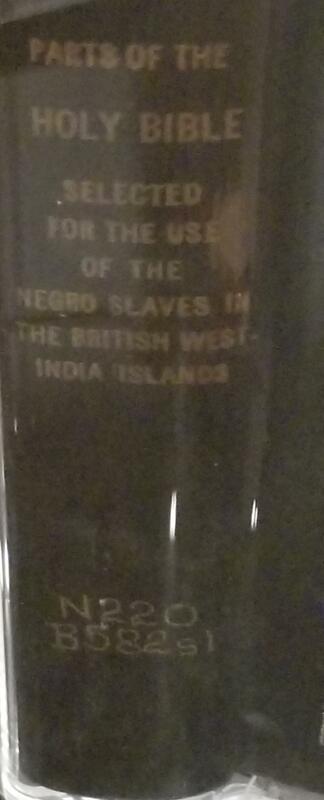 PARTS OF THE
HOLY BIBLE
SELECTED
FOR THE USE
OF THE
NEGRO SLAVES IN
THE BRITISH WEST-
INDIA ISLANDS
N220
B582sl